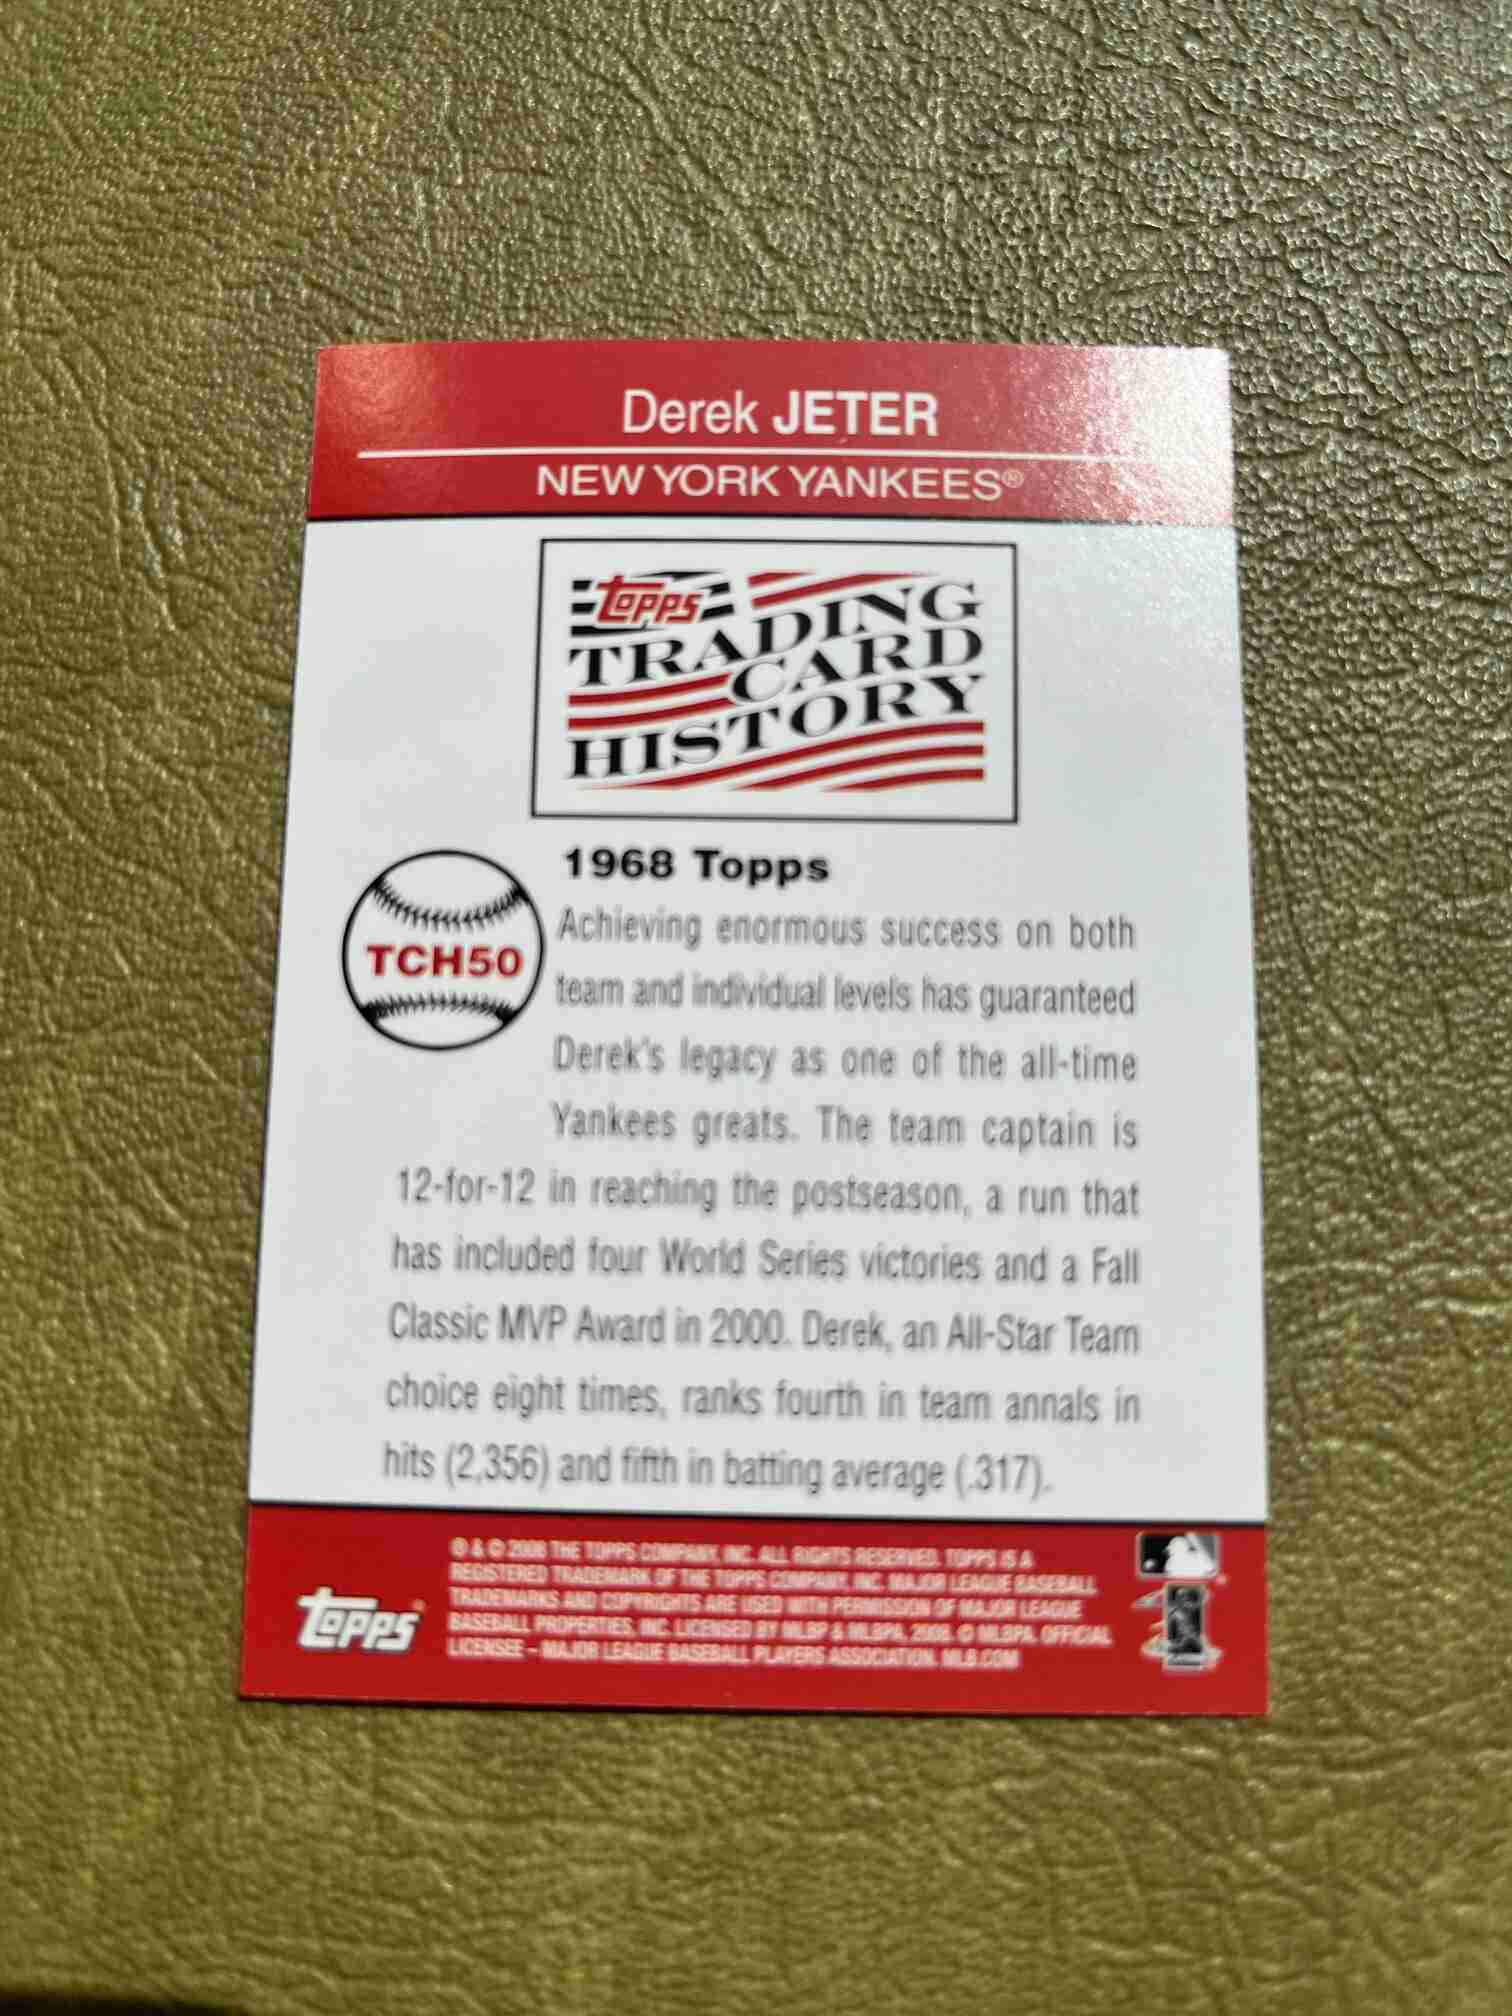 Derek JETER
NEW YORK YANKEES®
topps
TRADING
CARD
HISTORY
1968 Topps
TCH50
Achieving enormous success on both
team and individual levels has guaranteed
Derek's legacy as one of the all-time
Yankees greats. The team captain is
12-for-12 in reaching the postseason, a run that
has included four World Series victories and a Fall
Classic MVP Award in 2000. Derek, an All-Star Team
choice eight times, ranks fourth in team annals in
hits (2,356) and fifth in batting average (.317).
® & © 2008 THE TOPPS COMPANY, INC. ALL RIGHTS RESERVED. TOPPS IS A
REGISTERED TRADEMARK OF THE TOPPS COMPANY, INC. MAJOR LEAGUE BASEBALL
TRADEMARKS AND COPYRIGHTS ARE USED WITH PERMISSION OF MAJOR LEAGUE
BASEBALL PROPERTIES, INC. LICENSED BY MLBP & MLBPA, 2008. © MLBPA. OFFICIAL
LICENSEE – MAJOR LEAGUE BASEBALL PLAYERS ASSOCIATION. MLB.COM
topps®